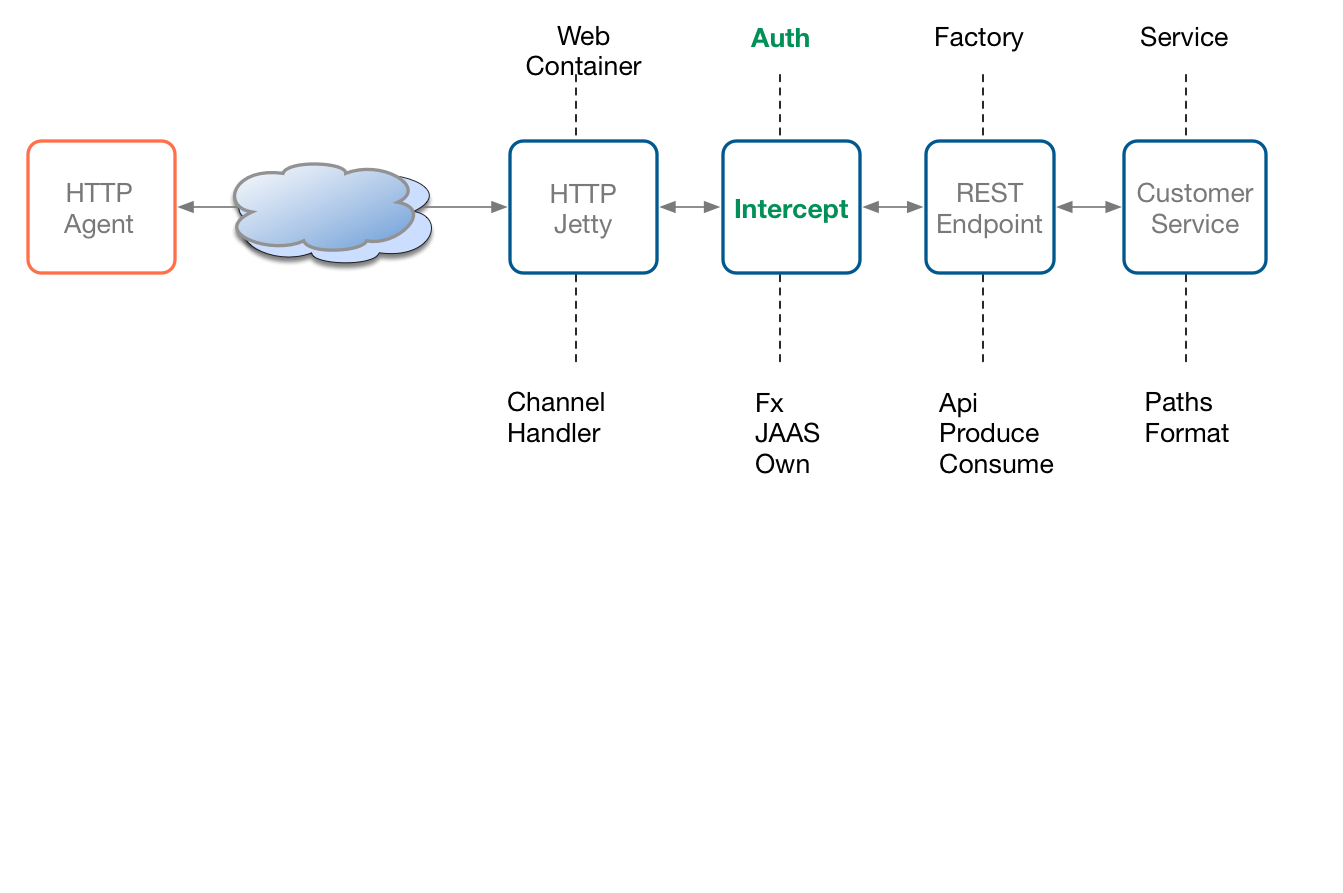 Web
Container
Auth
Factory
Service
HTTP
Agent
HTTP
Jetty
Intercept
REST
Endpoint
Customer
Service
Channel
Handler
Fx
JAAS
Own
Api
Produce
Consume
Paths
Format